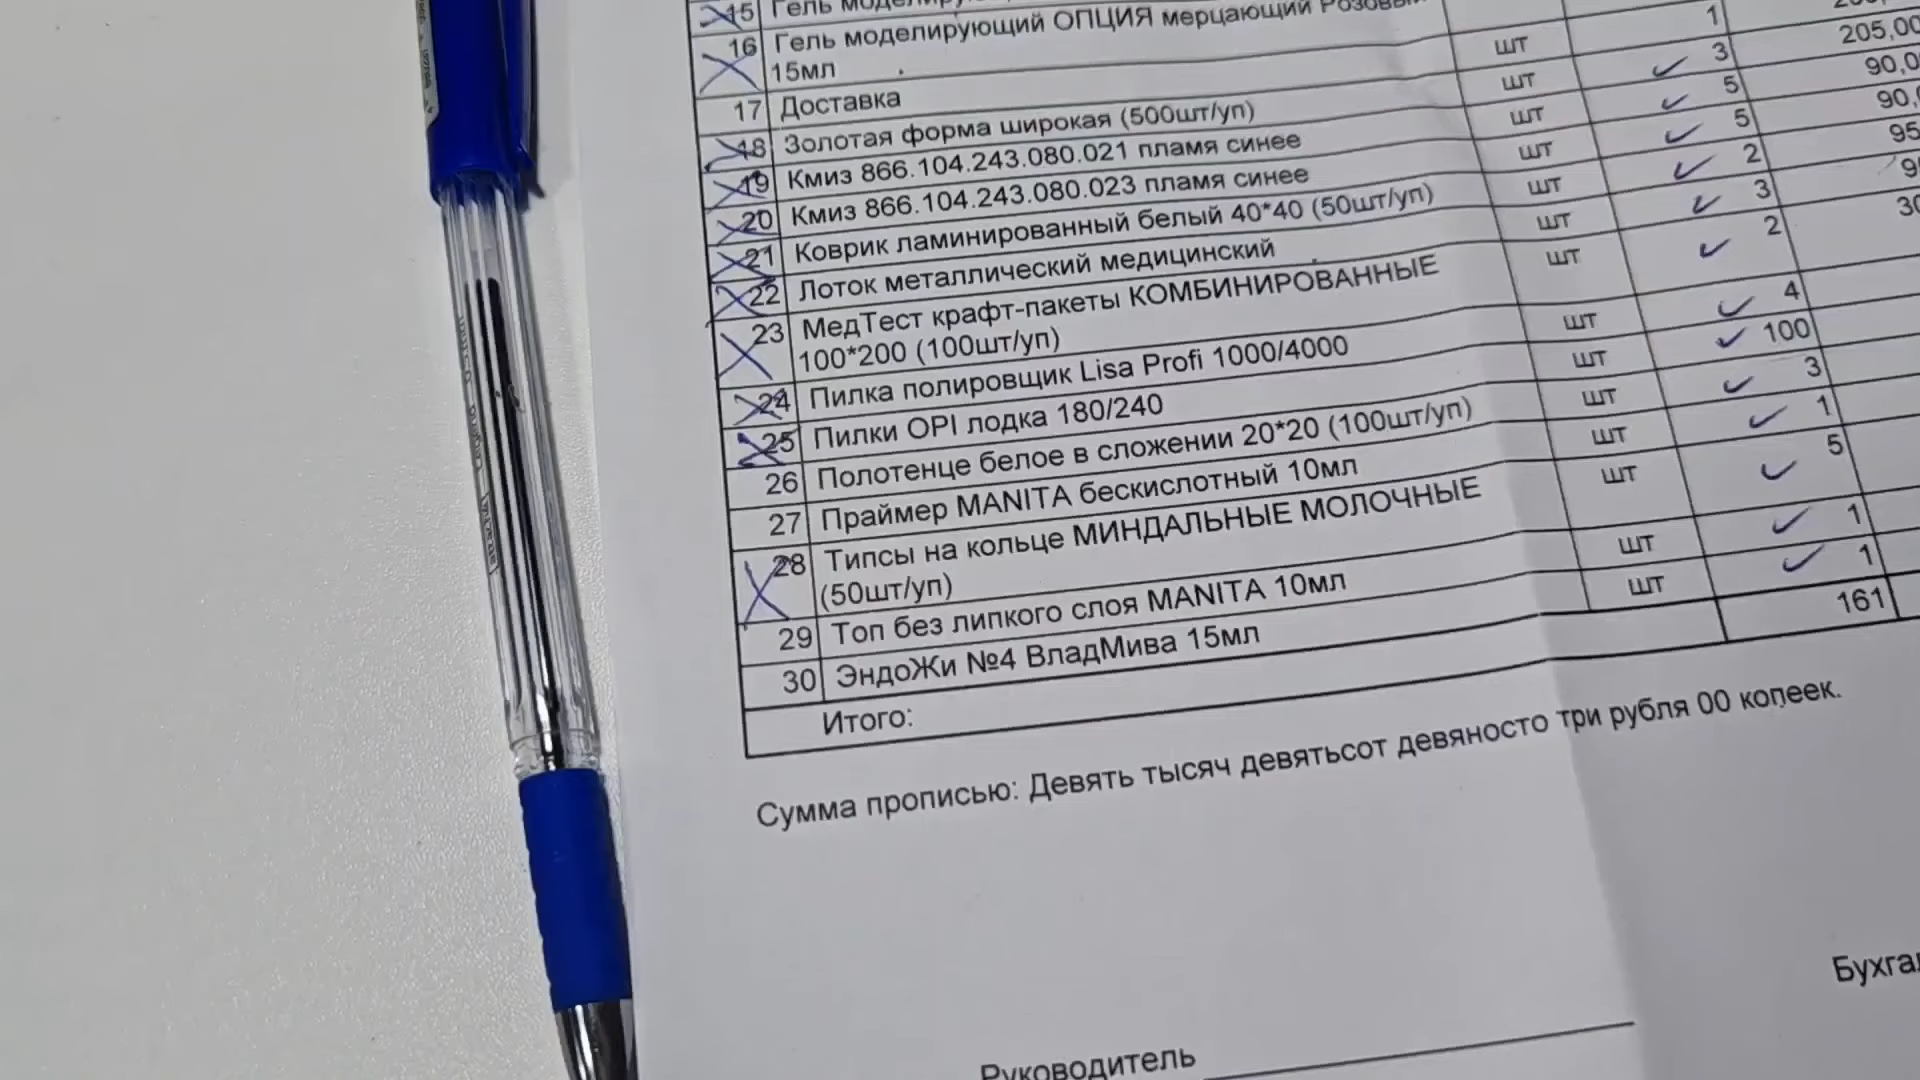 15 Гель
16 Гель моделирующий ОПЦИЯ мерцающий Розовый
15мл
17 Доставка шт 1
18 Золотая форма широкая (500шт/уп) шт 3 205,00
19 Кмиз 866.104.243.080.021 пламя синее шт 5
20 Кмиз 866.104.243.080.023 пламя синее шт 5
21 Коврик ламинированный белый 40*40 (50шт/уп) шт 2
22 Лоток металлический медицинский шт 3
23 МедТест крафт-пакеты КОМБИНИРОВАННЫЕ шт 2
100*200 (100шт/уп)
24 Пилка полировщик Lisa Profi 1000/4000 шт 4
25 Пилки OPI лодка 180/240 шт 100
26 Полотенце белое в сложении 20*20 (100шт/уп) шт 3
27 Праймер MANITA бескислотный 10мл шт 1
28 Типсы на кольце МИНДАЛЬНЫЕ МОЛОЧНЫЕ шт 5
(50шт/уп)
29 Топ без липкого слоя MANITA 10мл шт 1
30 ЭндоЖи №4 ВладМива 15мл шт 1
Итого: 161
Сумма прописью: Девять тысяч девятьсот девяносто три рубля 00 копеек.
Руководитель